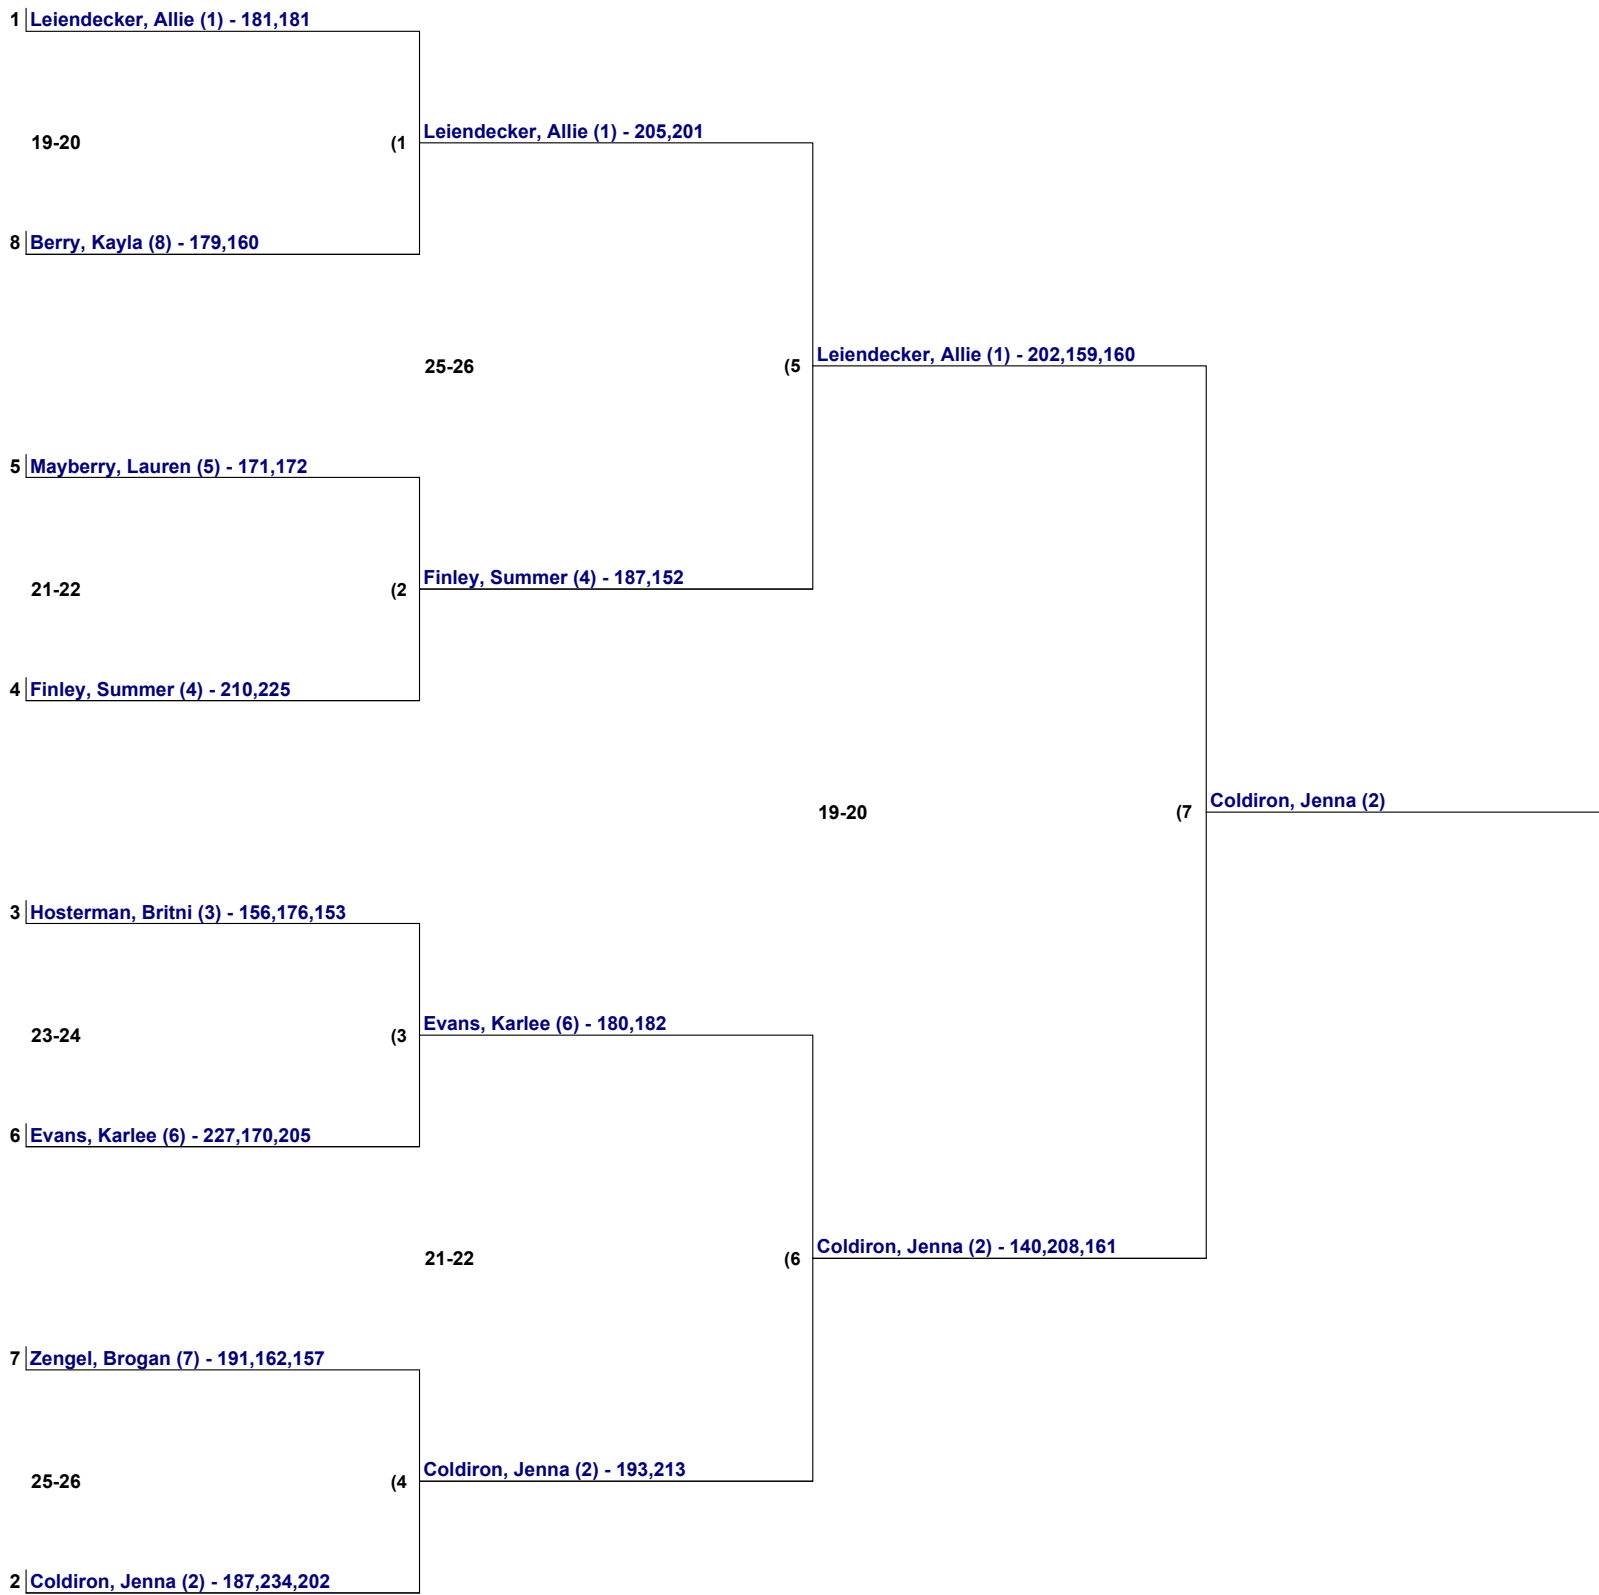 1 Leiendecker, Allie (1) - 181,181
19-20 (1
8 Berry, Kayla (8) - 179,160
5 Mayberry, Lauren (5) - 171,172
21-22 (2
4 Finley, Summer (4) - 210,225
3 Hosterman, Britni (3) - 156,176,153
23-24 (3
6 Evans, Karlee (6) - 227,170,205
7 Zengel, Brogan (7) - 191,162,157
25-26 (4
2 Coldiron, Jenna (2) - 187,234,202
Leiendecker, Allie (1) - 205,201
25-26 (5
Finley, Summer (4) - 187,152
Evans, Karlee (6) - 180,182
21-22 (6
Coldiron, Jenna (2) - 193,213
Leiendecker, Allie (1) - 202,159,160
19-20 (7
Coldiron, Jenna (2) - 140,208,161
Coldiron, Jenna (2)